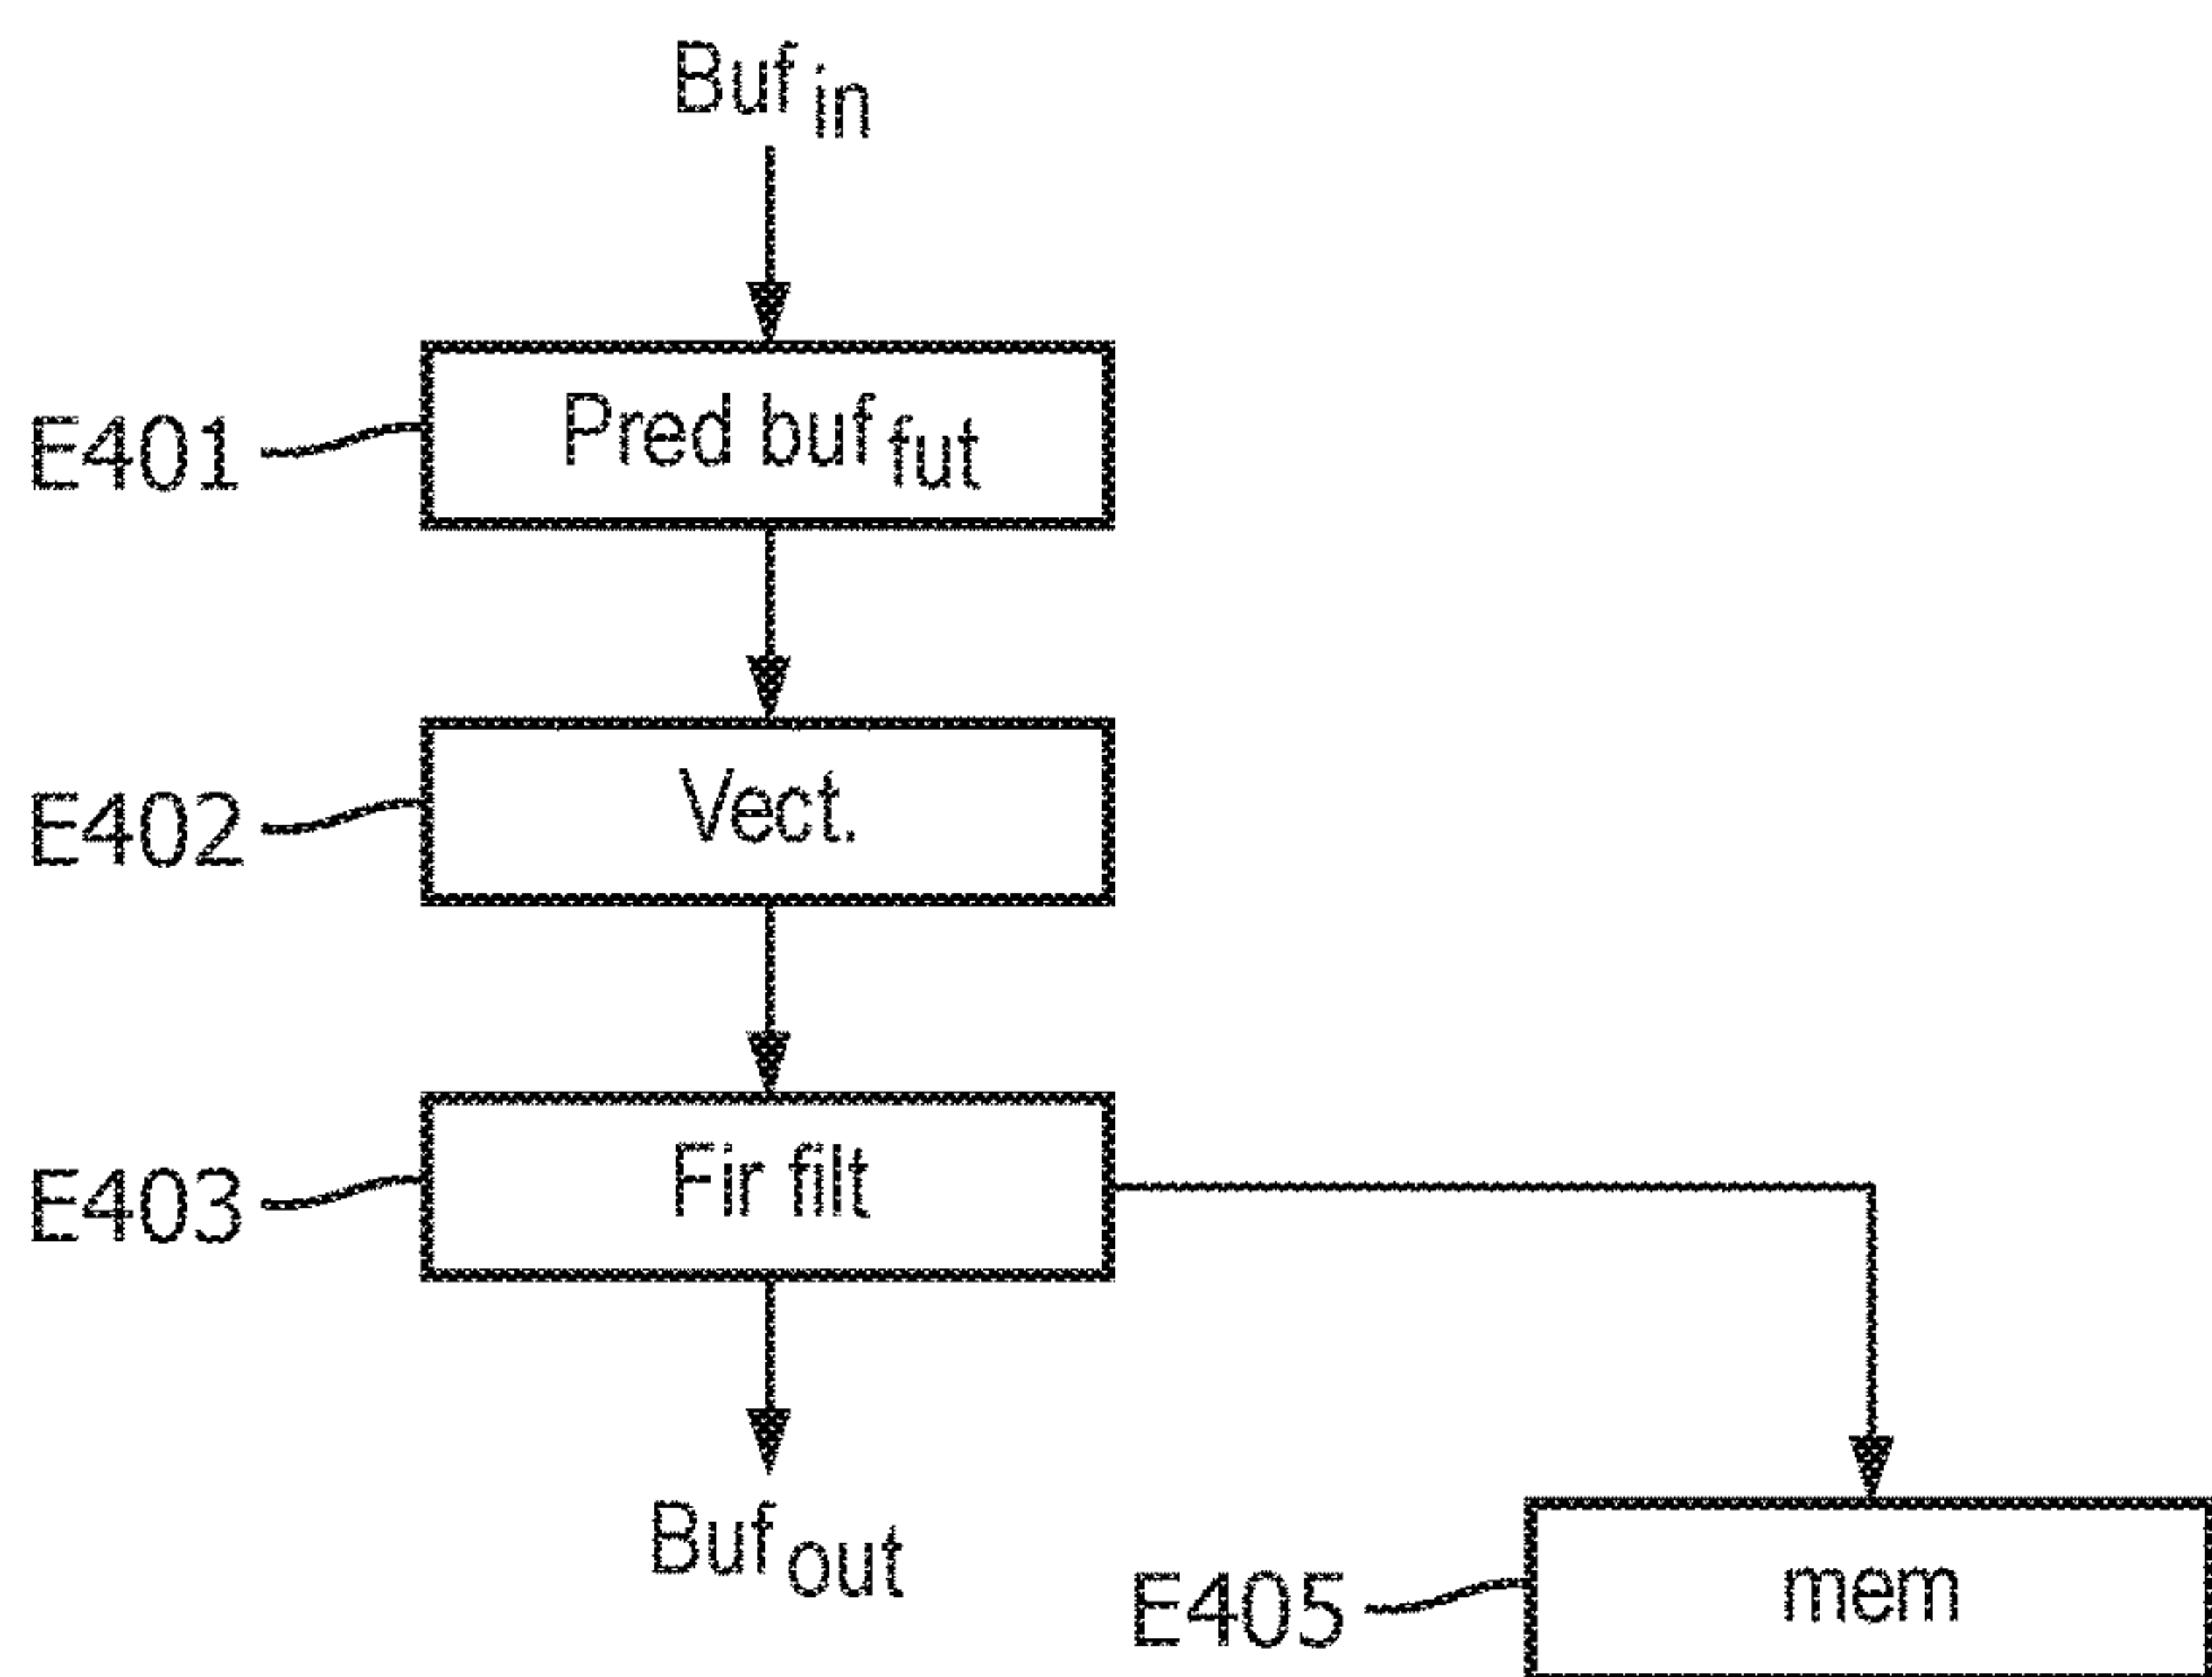 Buf in
E401 Pred buf fut
E402 Vect.
E403 Fir filt
Buf out
E405 mem